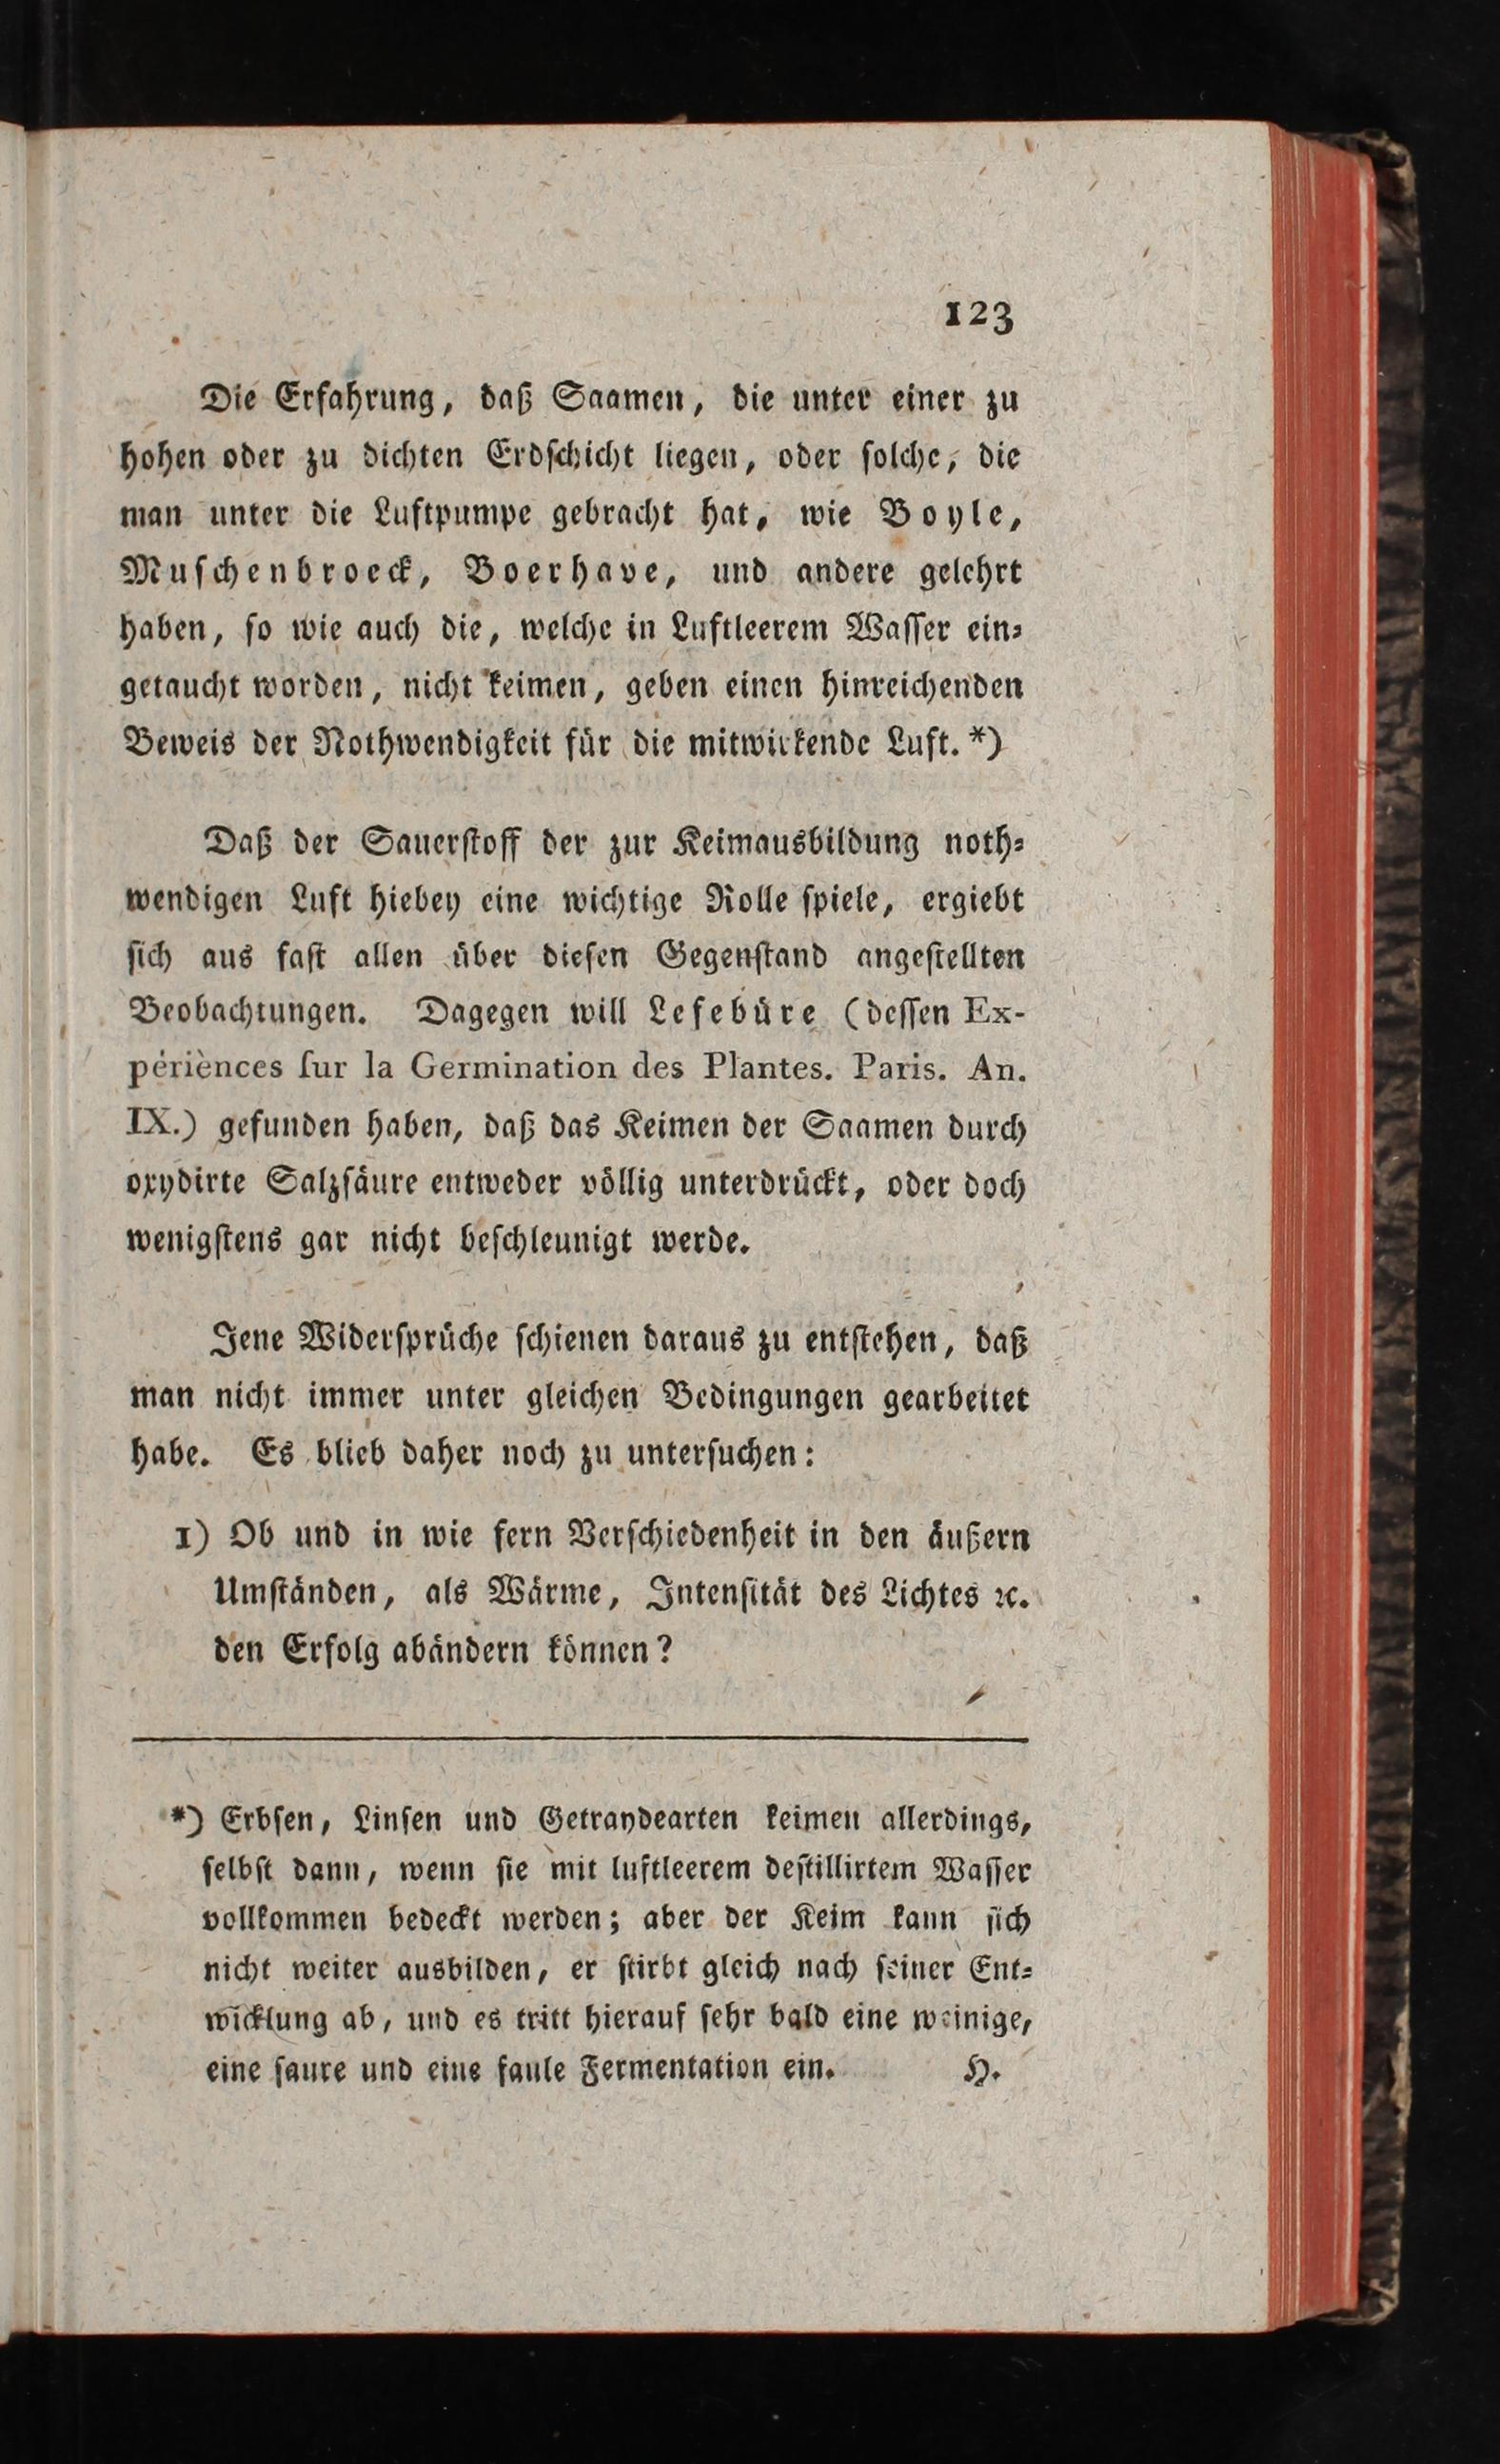 123
Die Erfahrung, daß Saamen, die unter einer zu
hohen oder zu dichten Erdschicht liegen, oder solche, die
man unter die Luftpumpe gebracht hat, wie Boyle,
Muschenbroeck, Boerhave, und andere gelehrt
haben, so wie auch die, welche in Luftleerem Wasser ein-
getaucht worden, nicht keimen, geben einen hinreichenden
Beweis der Nothwendigkeit für die mitwirkende Luft. *)
Daß der Sauerstoff der zur Keimausbildung noth-
wendigen Luft hiebey eine wichtige Rolle spiele, ergiebt
sich aus fast allen über diesen Gegenstand angestellten
Beobachtungen. Dagegen will Lefebüre (dessen Ex-
périènces sur la Germination des Plantes. Paris. An.
IX.) gefunden haben, daß das Keimen der Saamen durch
oxydirte Salzsäure entweder völlig unterdrückt, oder doch
wenigstens gar nicht beschleunigt werde.
Jene Widersprüche schienen daraus zu entstehen, daß
man nicht immer unter gleichen Bedingungen gearbeitet
habe. Es blieb daher noch zu untersuchen:
1) Ob und in wie fern Verschiedenheit in den äußern
Umständen, als Wärme, Intensität des Lichtes ꝛc.
den Erfolg abändern können?
*) Erbsen, Linsen und Getraydearten keimen allerdings,
selbst dann, wenn sie mit luftleerem destillirtem Wasser
vollkommen bedeckt werden; aber der Keim kann sich
nicht weiter ausbilden, er stirbt gleich nach seiner Ent-
wicklung ab, und es tritt hierauf sehr bald eine weinige,
eine saure und eine faule Fermentation ein. H.